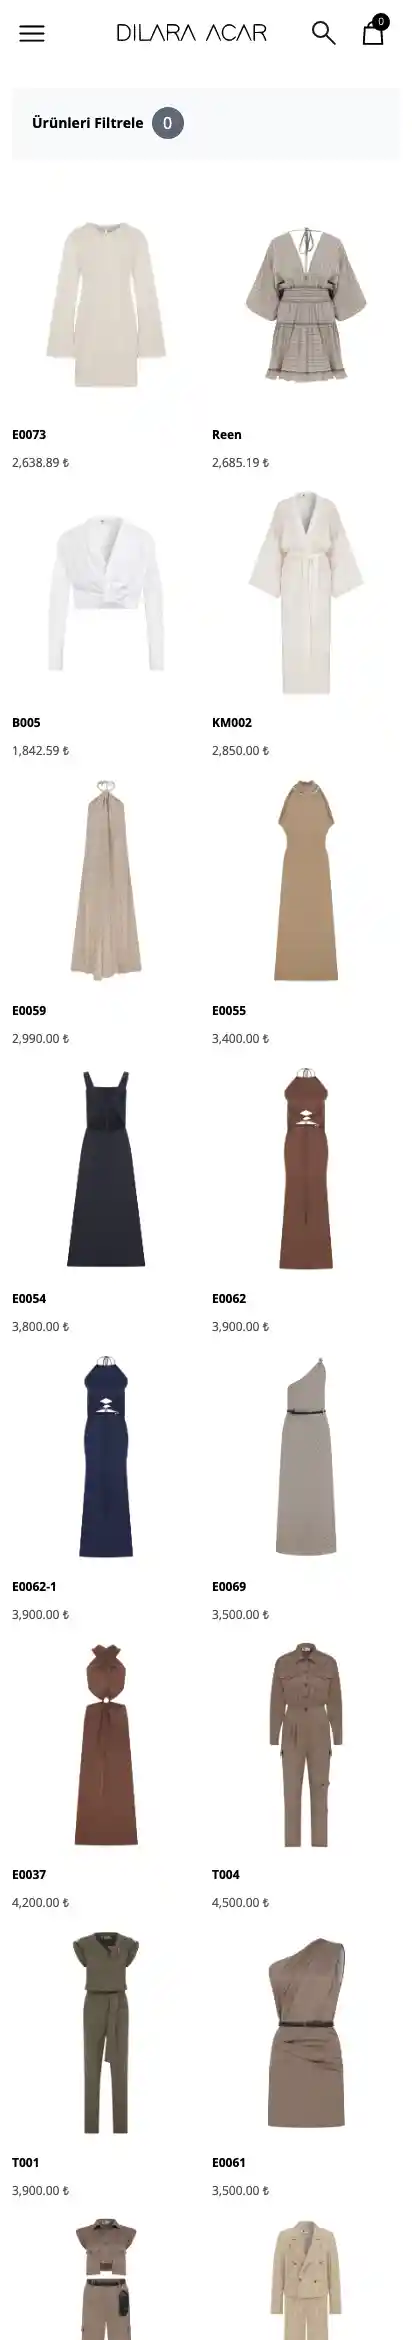 DILARA ACAR
0
Ürünleri Filtrele 0
E0073
Reen
2,638.89 ₺
2,685.19 ₺
B005
KM002
1,842.59 ₺
2,850.00 ₺
E0059
E0055
2,990.00 ₺
3,400.00 ₺
E0054
E0062
3,800.00 ₺
3,900.00 ₺
E0062-1
E0069
3,900.00 ₺
3,500.00 ₺
E0037
T004
4,200.00 ₺
4,500.00 ₺
T001
E0061
3,900.00 ₺
3,500.00 ₺